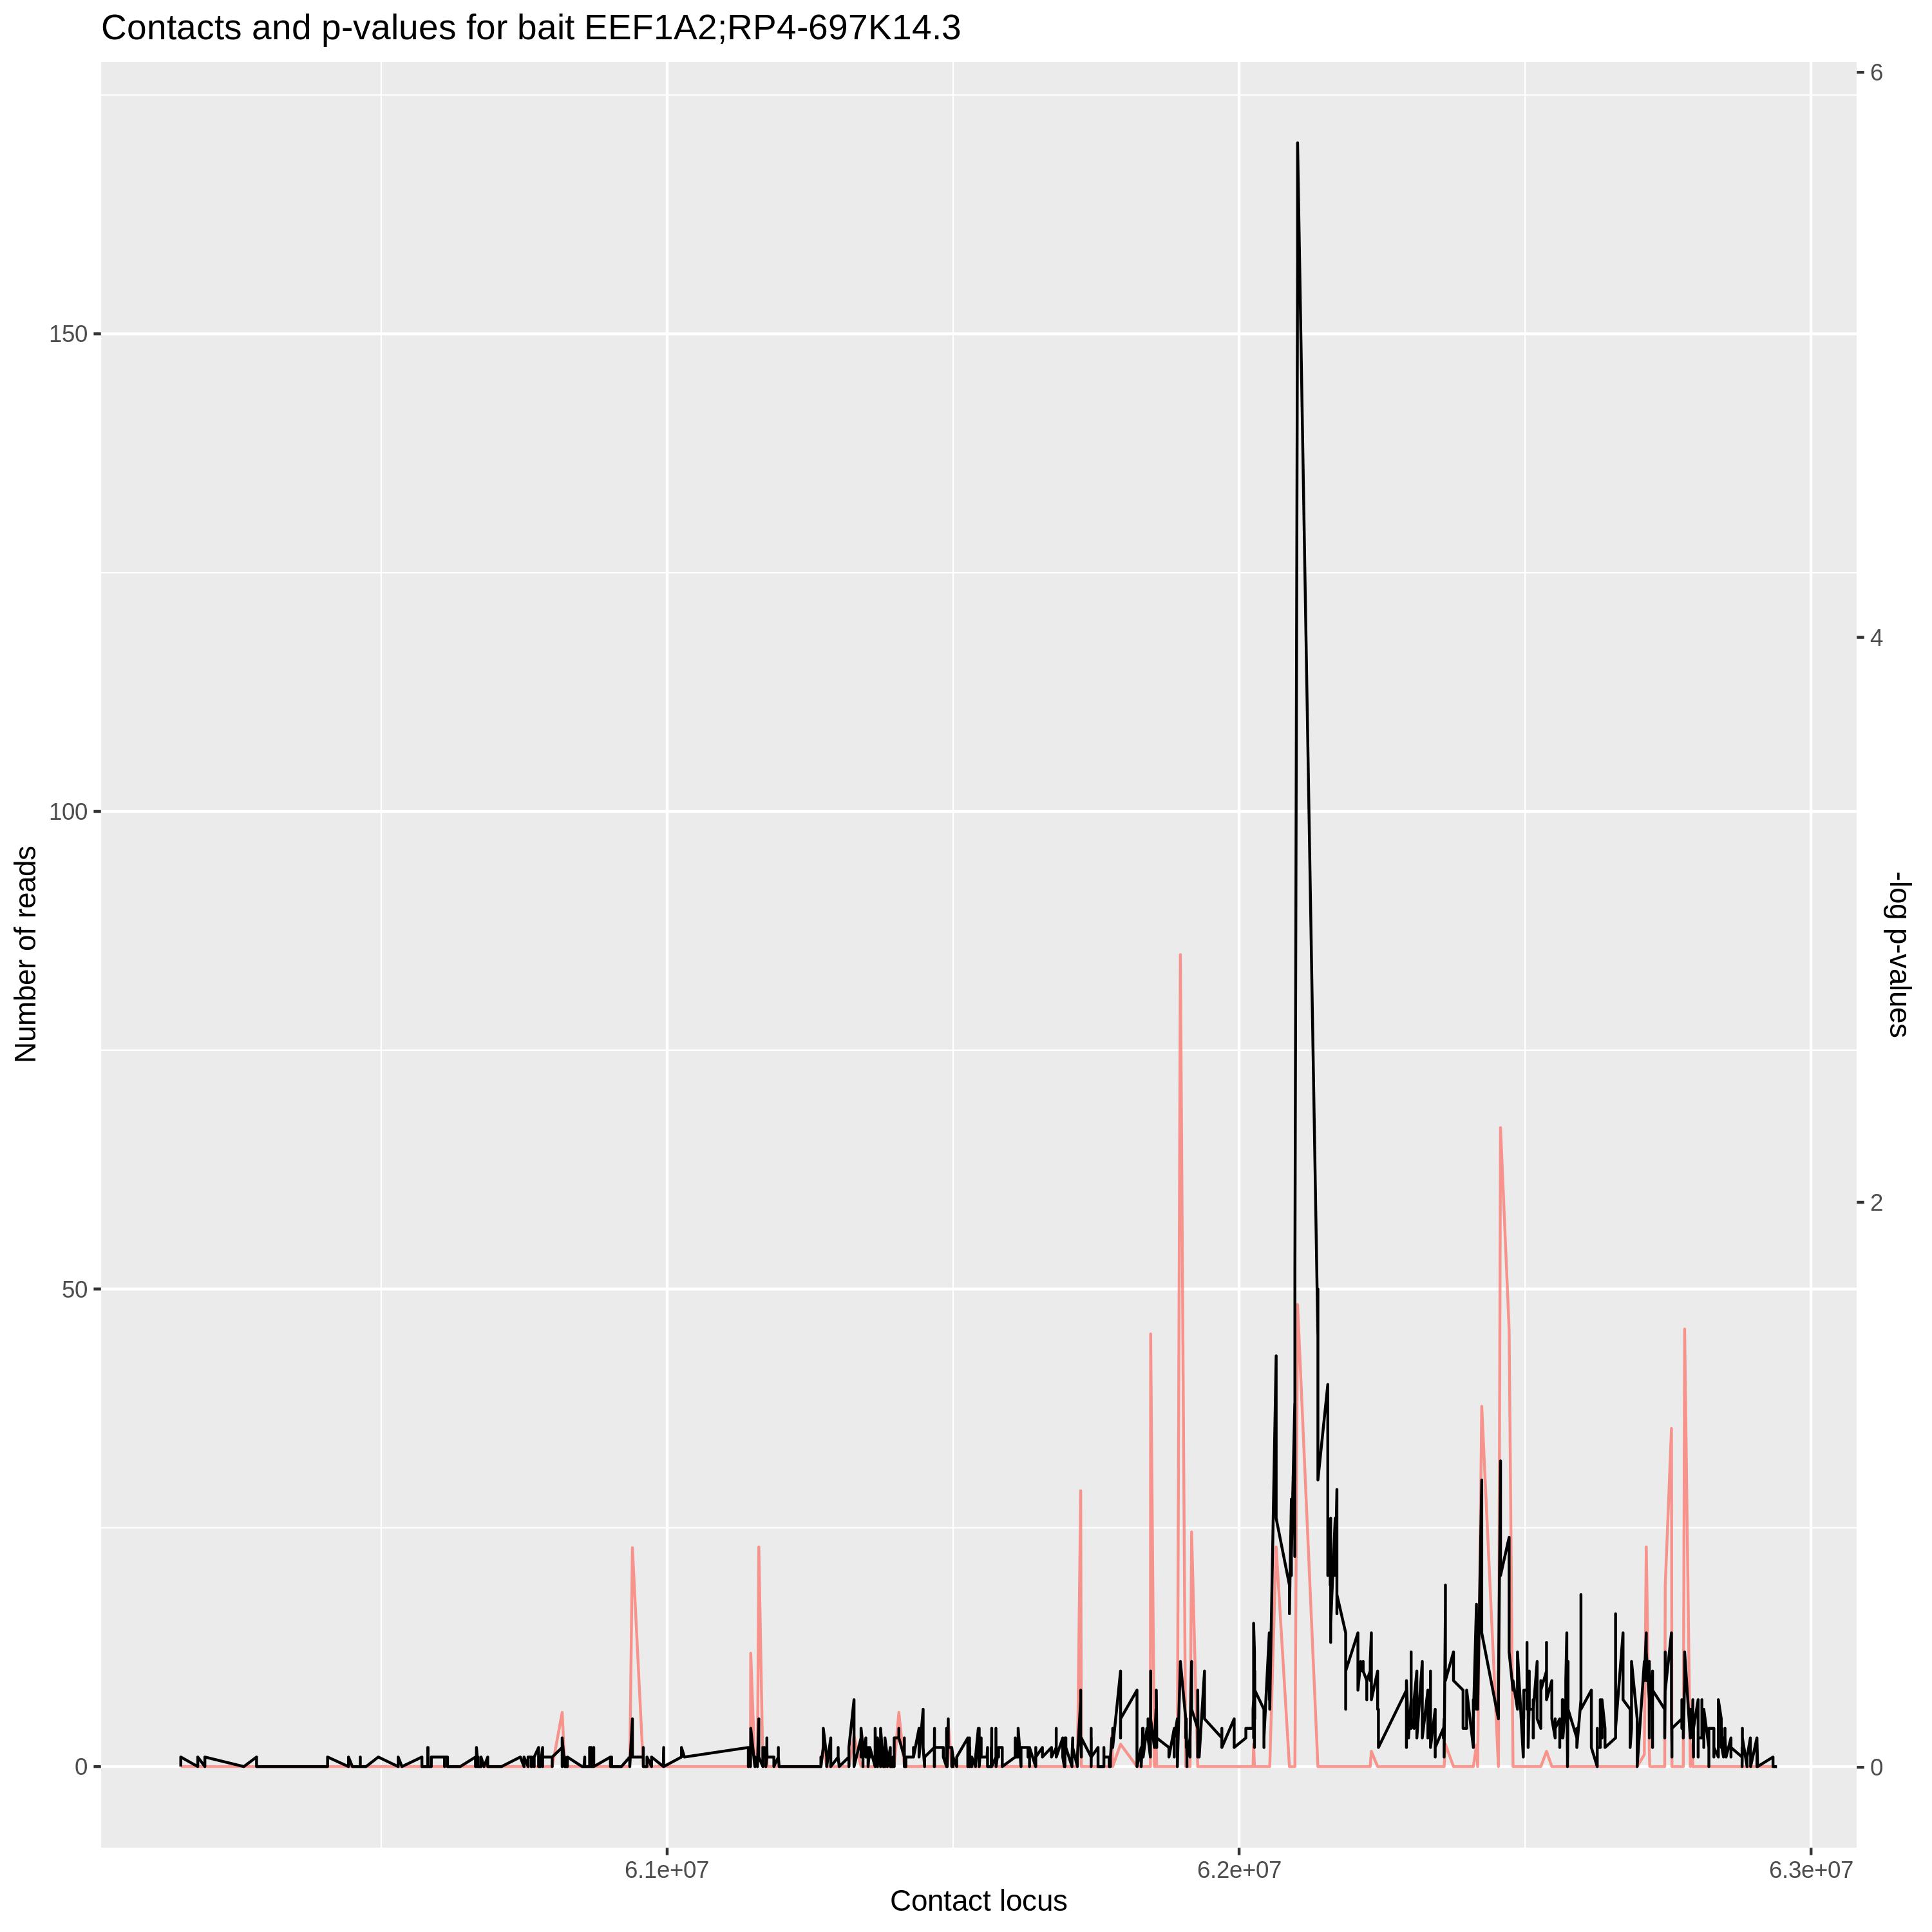 Contacts and p-values for bait EEF1A2;RP4-697K14.3
Number of reads
150
100
50
0
6
4
2
0
-log p-values
6.1e+07
6.2e+07
6.3e+07
Contact locus